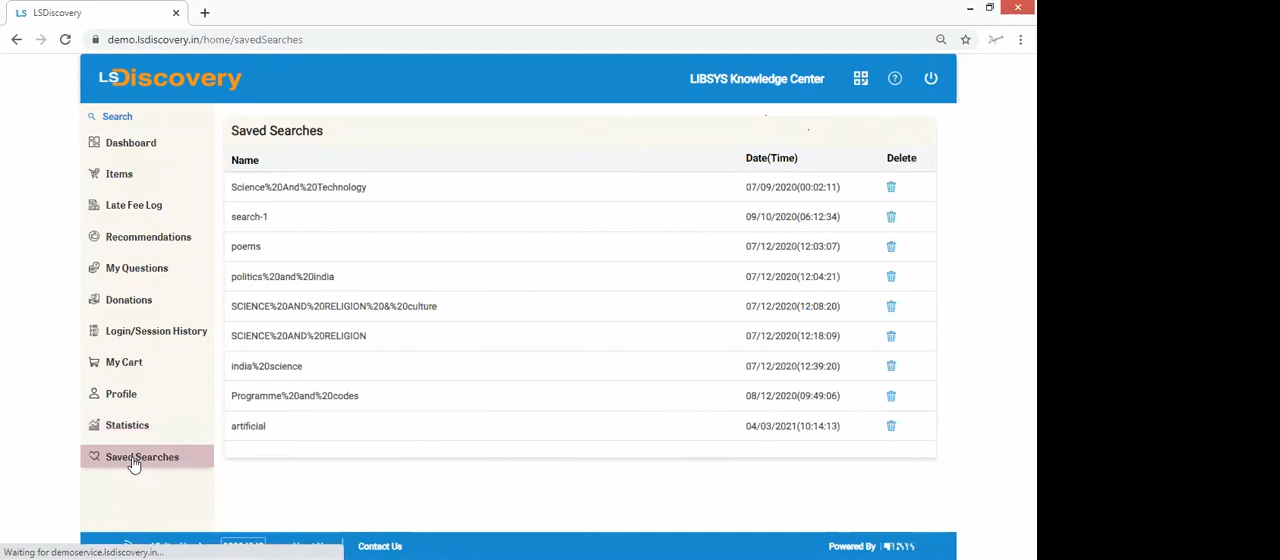 LS LSDiscovery
demo.lsdiscovery.in/home/savedSearches
LSDiscovery
LIBSYS Knowledge Center
Search
Dashboard
Items
Late Fee Log
Recommendations
My Questions
Donations
Login/Session History
My Cart
Profile
Statistics
Saved Searches
Saved Searches
Name Date(Time) Delete
Science%20And%20Technology 07/09/2020(00:02:11)
search-1 09/10/2020(06:12:34)
poems 07/12/2020(12:03:07)
politics%20and%20india 07/12/2020(12:04:21)
SCIENCE%20AND%20RELIGION%20&%20culture 07/12/2020(12:08:20)
SCIENCE%20AND%20RELIGION 07/12/2020(12:18:09)
india%20science 07/12/2020(12:39:20)
Programme%20and%20codes 08/12/2020(09:49:06)
artificial 04/03/2021(10:14:13)
Contact Us
Powered By
Waiting for demoservice.lsdiscovery.in...